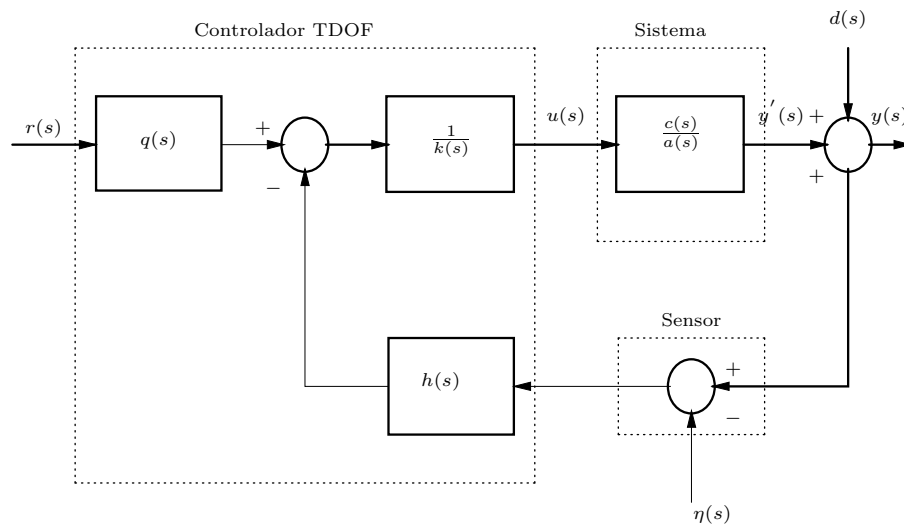 d(s)
Controlador TDOF
Sistema
r(s)
q(s)
+
−
1
k(s)
u(s)
c(s)
a(s)
y'(s) +
+
y(s)
Sensor
h(s)
+
−
η(s)